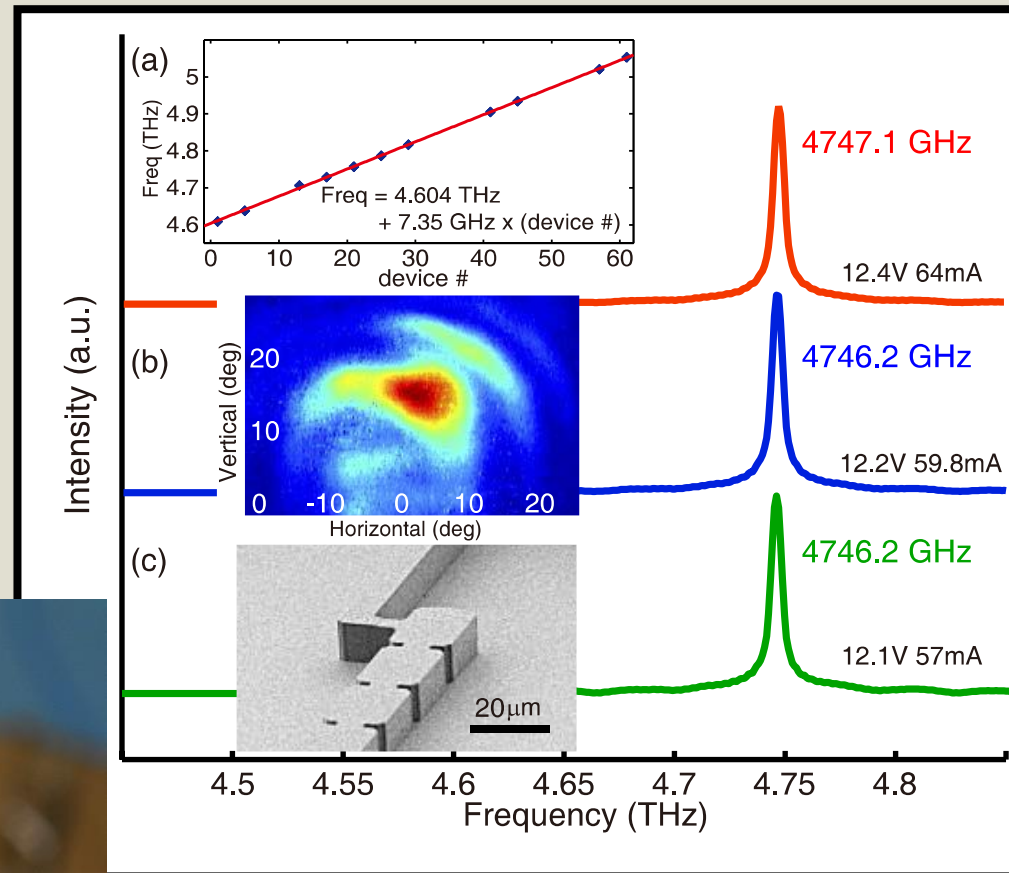 (a)
5
4.9
4.8
4.7
4.6
Freq (THz)
Freq = 4.604 THz
+ 7.35 GHz x (device #)
0 10 20 30 40 50 60
device #
4747.1 GHz
12.4V 64mA
Intensity (a.u.)
(b)
Vertical (deg)
20
10
0 -10 0 10 20
Horizontal (deg)
4746.2 GHz
12.2V 59.8mA
(c)
20μm
4746.2 GHz
12.1V 57mA
4.5 4.55 4.6 4.65 4.7 4.75 4.8
Frequency (THz)